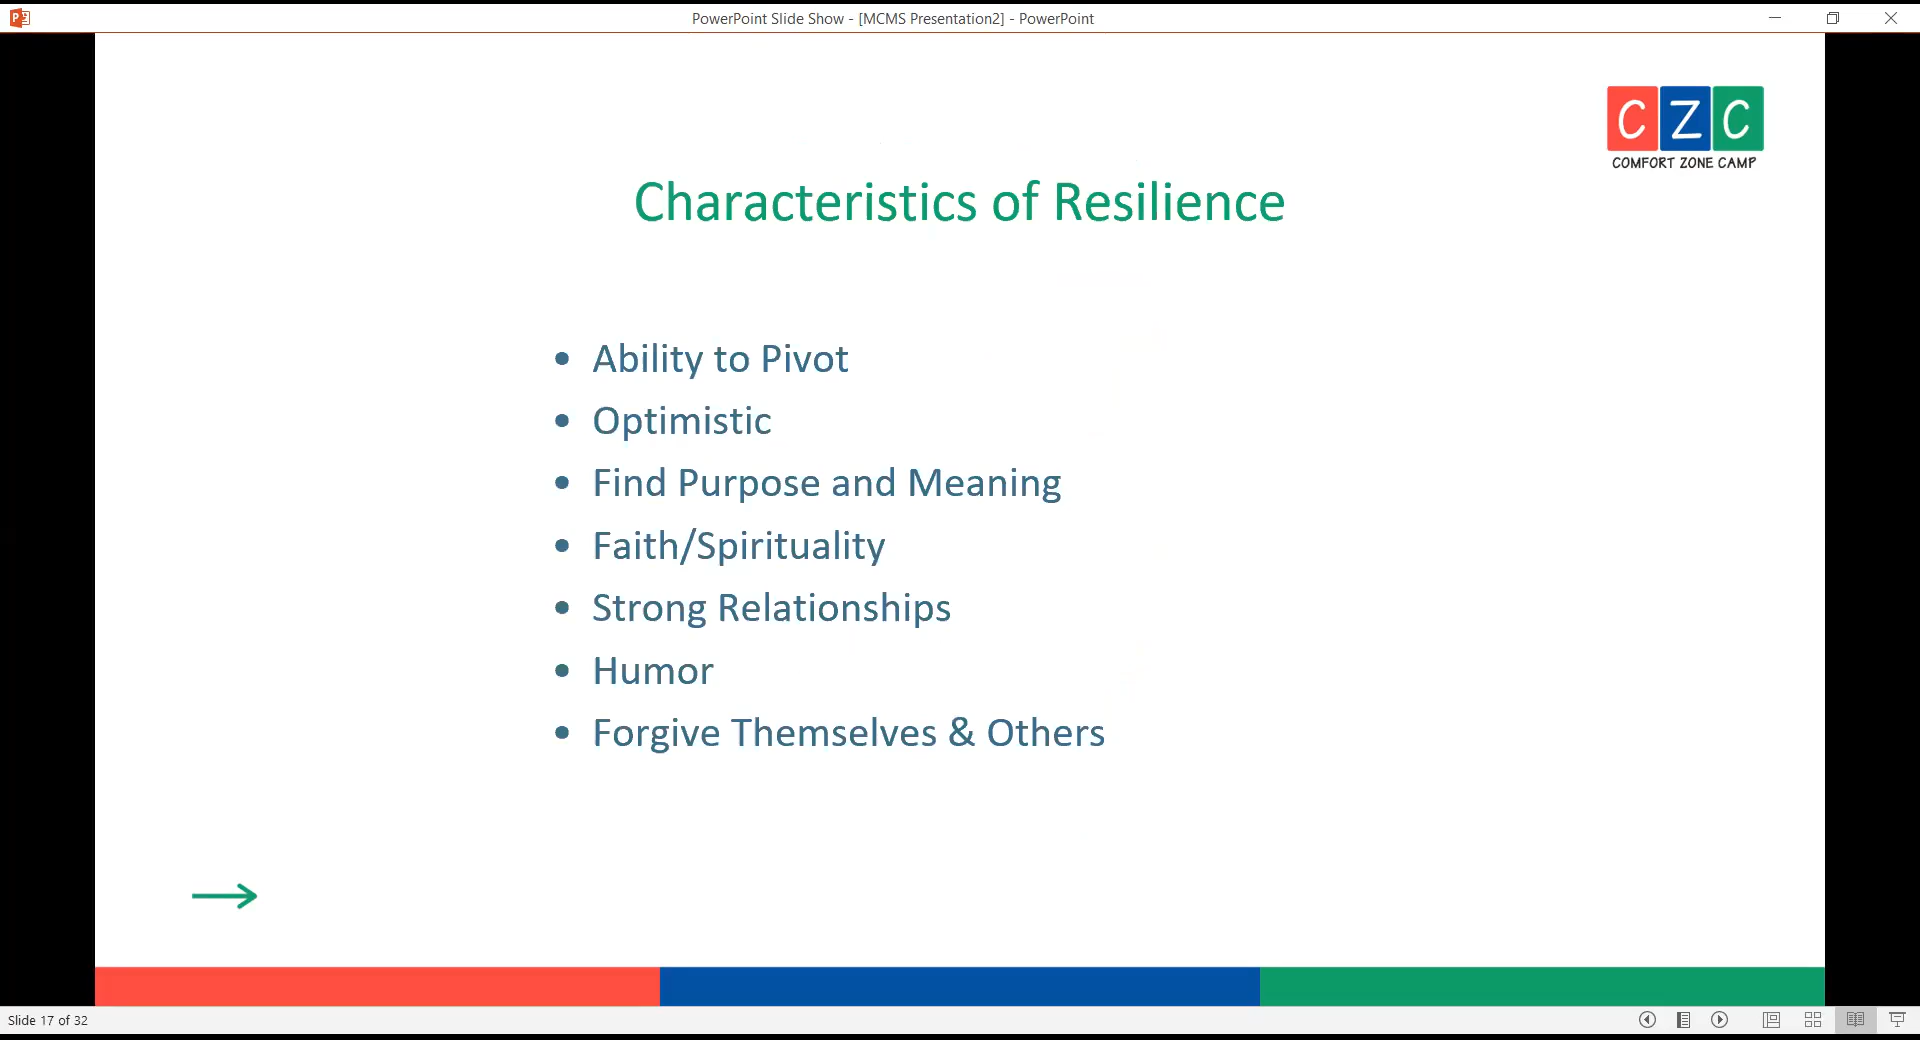 PowerPoint Slide Show - [MCMS Presentation2] - PowerPoint
C Z C
COMFORT ZONE CAMP
Characteristics of Resilience
• Ability to Pivot
• Optimistic
• Find Purpose and Meaning
• Faith/Spirituality
• Strong Relationships
• Humor
• Forgive Themselves & Others
Slide 17 of 32